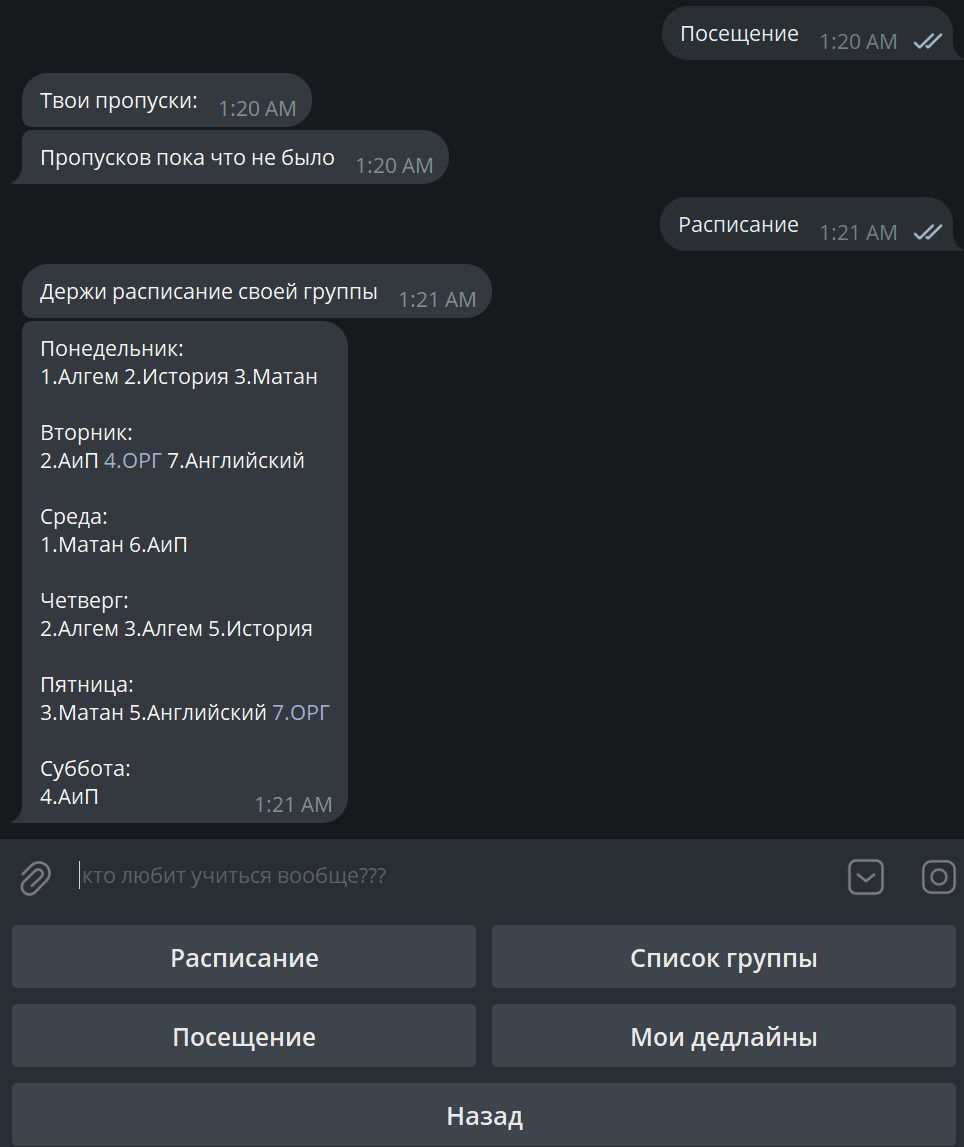 Посещение 1:20 AM
Твои пропуски: 1:20 AM
Пропусков пока что не было 1:20 AM
Расписание 1:21 AM
Держи расписание своей группы 1:21 AM
Понедельник:
1.Алгем 2.История 3.Матан
Вторник:
2.АиП 4.ОРГ 7.Английский
Среда:
1.Матан 6.АиП
Четверг:
2.Алгем 3.Алгем 5.История
Пятница:
3.Матан 5.Английский 7.ОРГ
Суббота:
4.АиП 1:21 AM
кто любит учиться вообще???
Расписание Список группы
Посещение Мои дедлайны
Назад